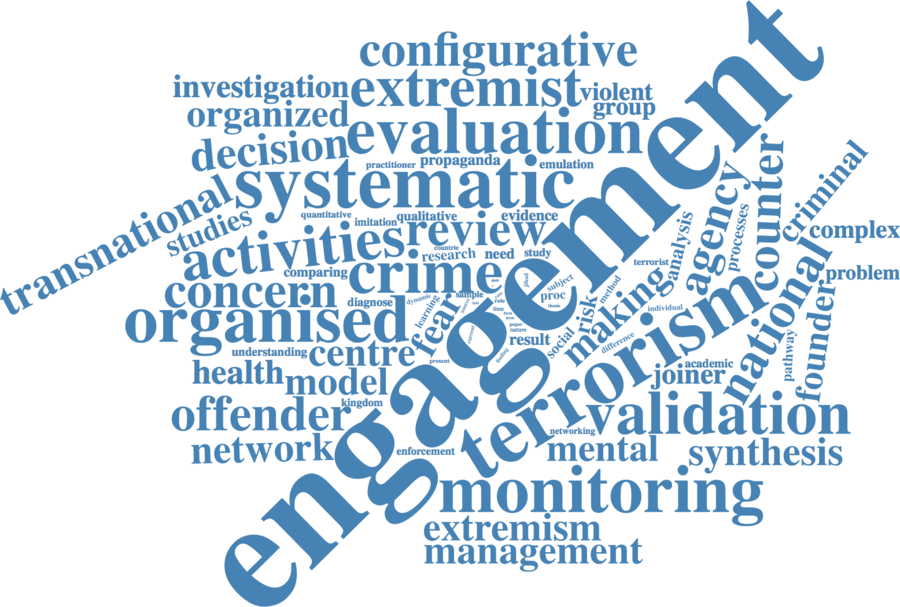 configurative
investigation
extremist
violent
group
organized
evaluation
decision
practitioner
propaganda
emulation
systematic
transnational
studies
quantitative
imitation
qualitative
evidence
activities
review
countrie
research
need
study
comparing
crime
concern
diagnose
organised
learning
dynamic
sample
fear
engagement
jihad
subject
proc
thesis
method
risk
making
analysis
agency
processes
counter
criminal
complex
problem
terrorist
individual
national
founder
pathway
terrorism
social
difference
result
role
time
paper
nature
current
finding
present
understanding
centre
health
model
kingdom
offender
network
enforcement
academic
joiner
validation
networking
mental
synthesis
monitoring
extremism
management